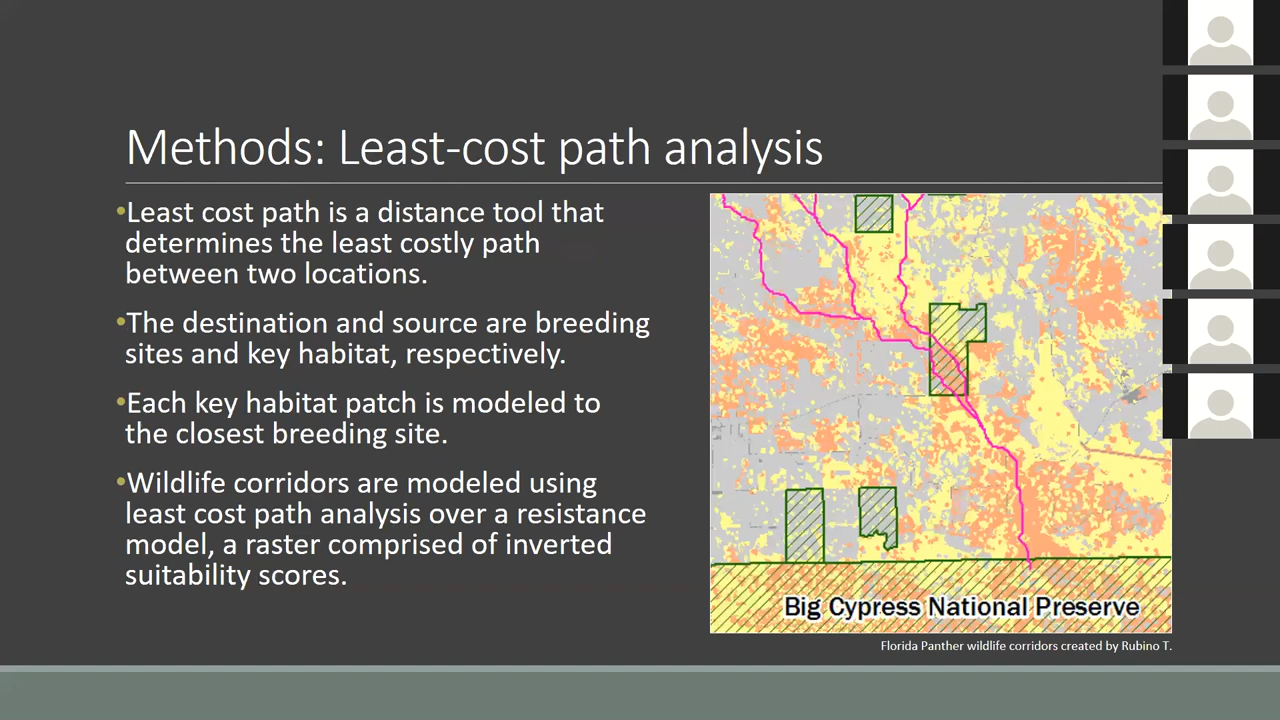 Methods: Least-cost path analysis
•Least cost path is a distance tool that
determines the least costly path
between two locations.
•The destination and source are breeding
sites and key habitat, respectively.
•Each key habitat patch is modeled to
the closest breeding site.
•Wildlife corridors are modeled using
least cost path analysis over a resistance
model, a raster comprised of inverted
suitability scores.
Big Cypress National Preserve
Florida Panther wildlife corridors created by Rubino T.